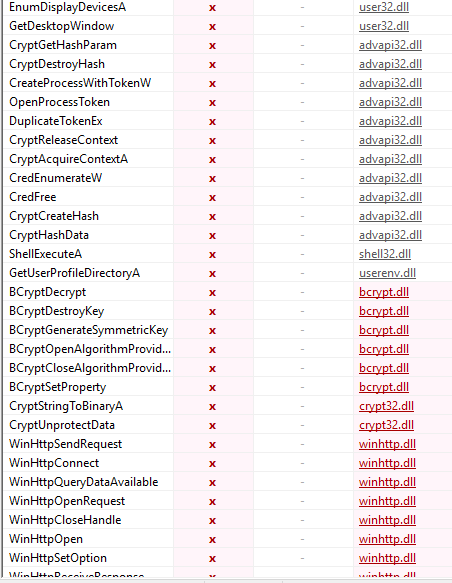 EnumDisplayDevicesA x - user32.dll
GetDesktopWindow x - user32.dll
CryptGetHashParam x - advapi32.dll
CryptDestroyHash x - advapi32.dll
CreateProcessWithTokenW x - advapi32.dll
OpenProcessToken x - advapi32.dll
DuplicateTokenEx x - advapi32.dll
CryptReleaseContext x - advapi32.dll
CryptAcquireContextA x - advapi32.dll
CredEnumerateW x - advapi32.dll
CredFree x - advapi32.dll
CryptCreateHash x - advapi32.dll
CryptHashData x - advapi32.dll
ShellExecuteA x - shell32.dll
GetUserProfileDirectoryA x - userenv.dll
BCryptDecrypt x - bcrypt.dll
BCryptDestroyKey x - bcrypt.dll
BCryptGenerateSymmetricKey x - bcrypt.dll
BCryptOpenAlgorithmProvid... x - bcrypt.dll
BCryptCloseAlgorithmProvid... x - bcrypt.dll
BCryptSetProperty x - bcrypt.dll
CryptStringToBinaryA x - crypt32.dll
CryptUnprotectData x - crypt32.dll
WinHttpSendRequest x - winhttp.dll
WinHttpConnect x - winhttp.dll
WinHttpQueryDataAvailable x - winhttp.dll
WinHttpOpenRequest x - winhttp.dll
WinHttpCloseHandle x - winhttp.dll
WinHttpOpen x - winhttp.dll
WinHttpSetOption x - winhttp.dll
WinHttpReceiveResponse x - winhttp.dll